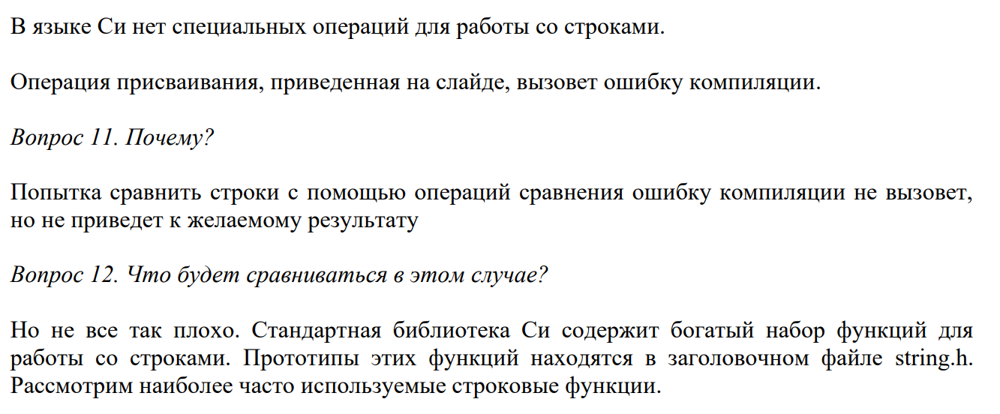 В языке Си нет специальных операций для работы со строками.
Операция присваивания, приведенная на слайде, вызовет ошибку компиляции.
Вопрос 11. Почему?
Попытка сравнить строки с помощью операций сравнения ошибку компиляции не вызовет,
но не приведет к желаемому результату
Вопрос 12. Что будет сравниваться в этом случае?
Но не все так плохо. Стандартная библиотека Си содержит богатый набор функций для
работы со строками. Прототипы этих функций находятся в заголовочном файле string.h.
Рассмотрим наиболее часто используемые строковые функции.